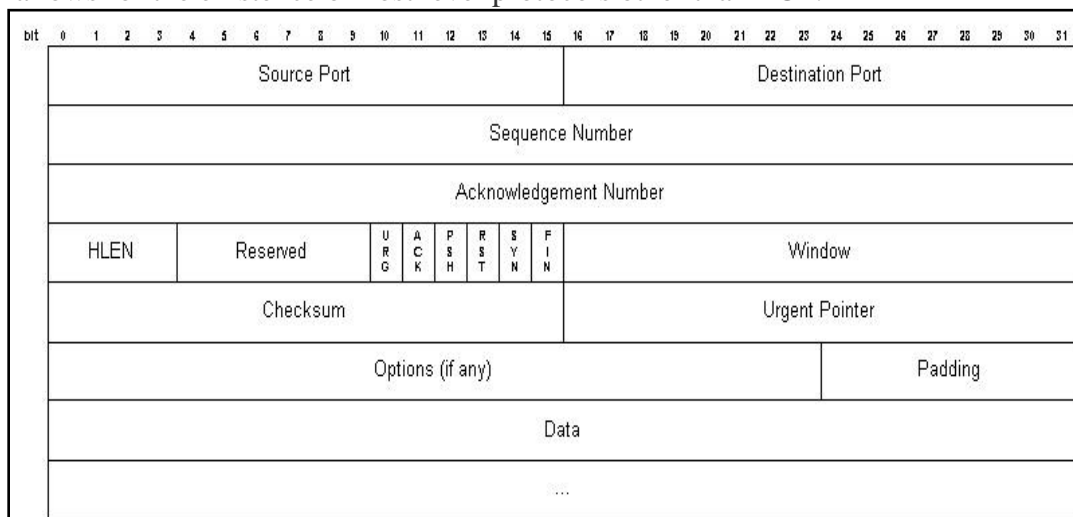 bit 0 1 2 3 4 5 6 7 8 9 10 11 12 13 14 15 16 17 18 19 20 21 22 23 24 25 26 27 28 29 30 31
Source Port Destination Port
Sequence Number
Acknowledgement Number
HLEN Reserved URG ACK PSH RST SYN FIN Window
Checksum Urgent Pointer
Options (if any) Padding
Data
...